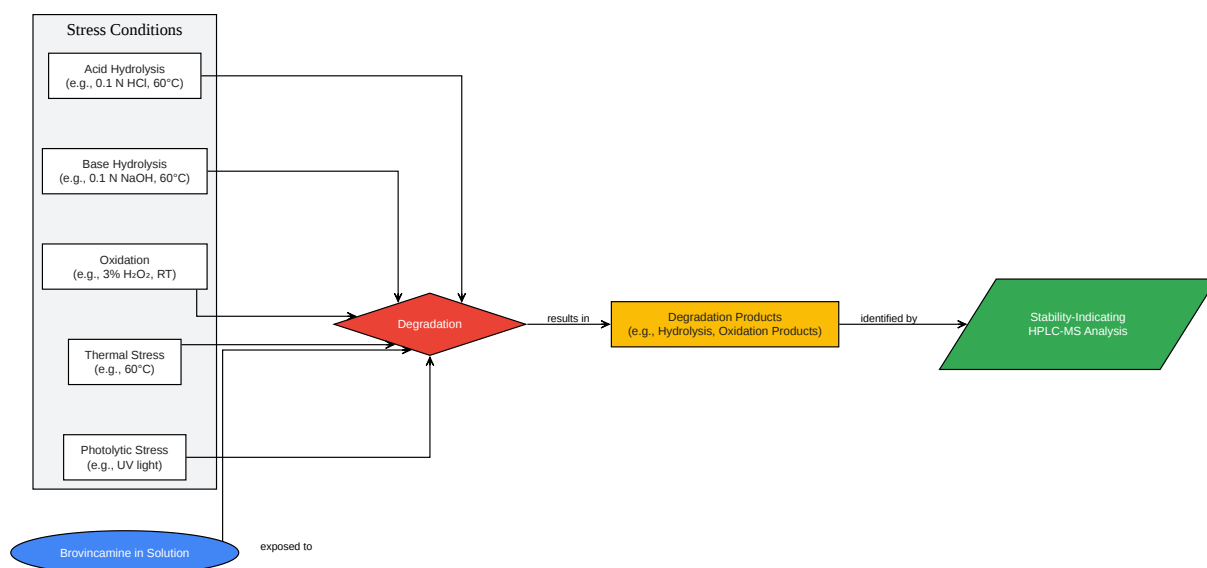 Stress Conditions
Acid Hydrolysis
(e.g., 0.1 N HCl, 60°C)
Base Hydrolysis
(e.g., 0.1 N NaOH, 60°C)
Oxidation
(e.g., 3% H₂O₂, RT)
Thermal Stress
(e.g., 60°C)
Photolytic Stress
(e.g., UV light)
Brovincamine in Solution
exposed to
Degradation
results in
Degradation Products
(e.g., Hydrolysis, Oxidation Products)
identified by
Stability-Indicating
HPLC-MS Analysis